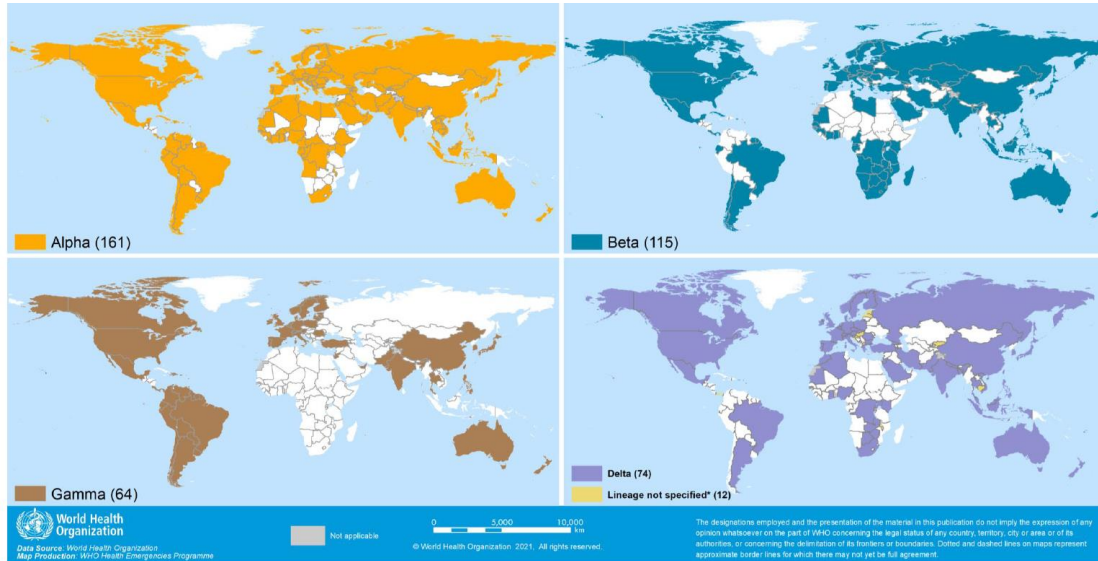 Alpha (161)
Beta (115)
Gamma (64)
Delta (74)
Lineage not specified* (12)
World Health
Organization
Data Source: World Health Organization
Map Production: WHO Health Emergencies Programme
Not applicable
0 5,000 10,000
km
© World Health Organization 2021, All rights reserved.
The designations employed and the presentation of the material in this publication do not imply the expression of any
opinion whatsoever on the part of WHO concerning the legal status of any country, territory, city or area or of its
authorities, or concerning the delimitation of its frontiers or boundaries. Dotted and dashed lines on maps represent
approximate border lines for which there may not yet be full agreement.